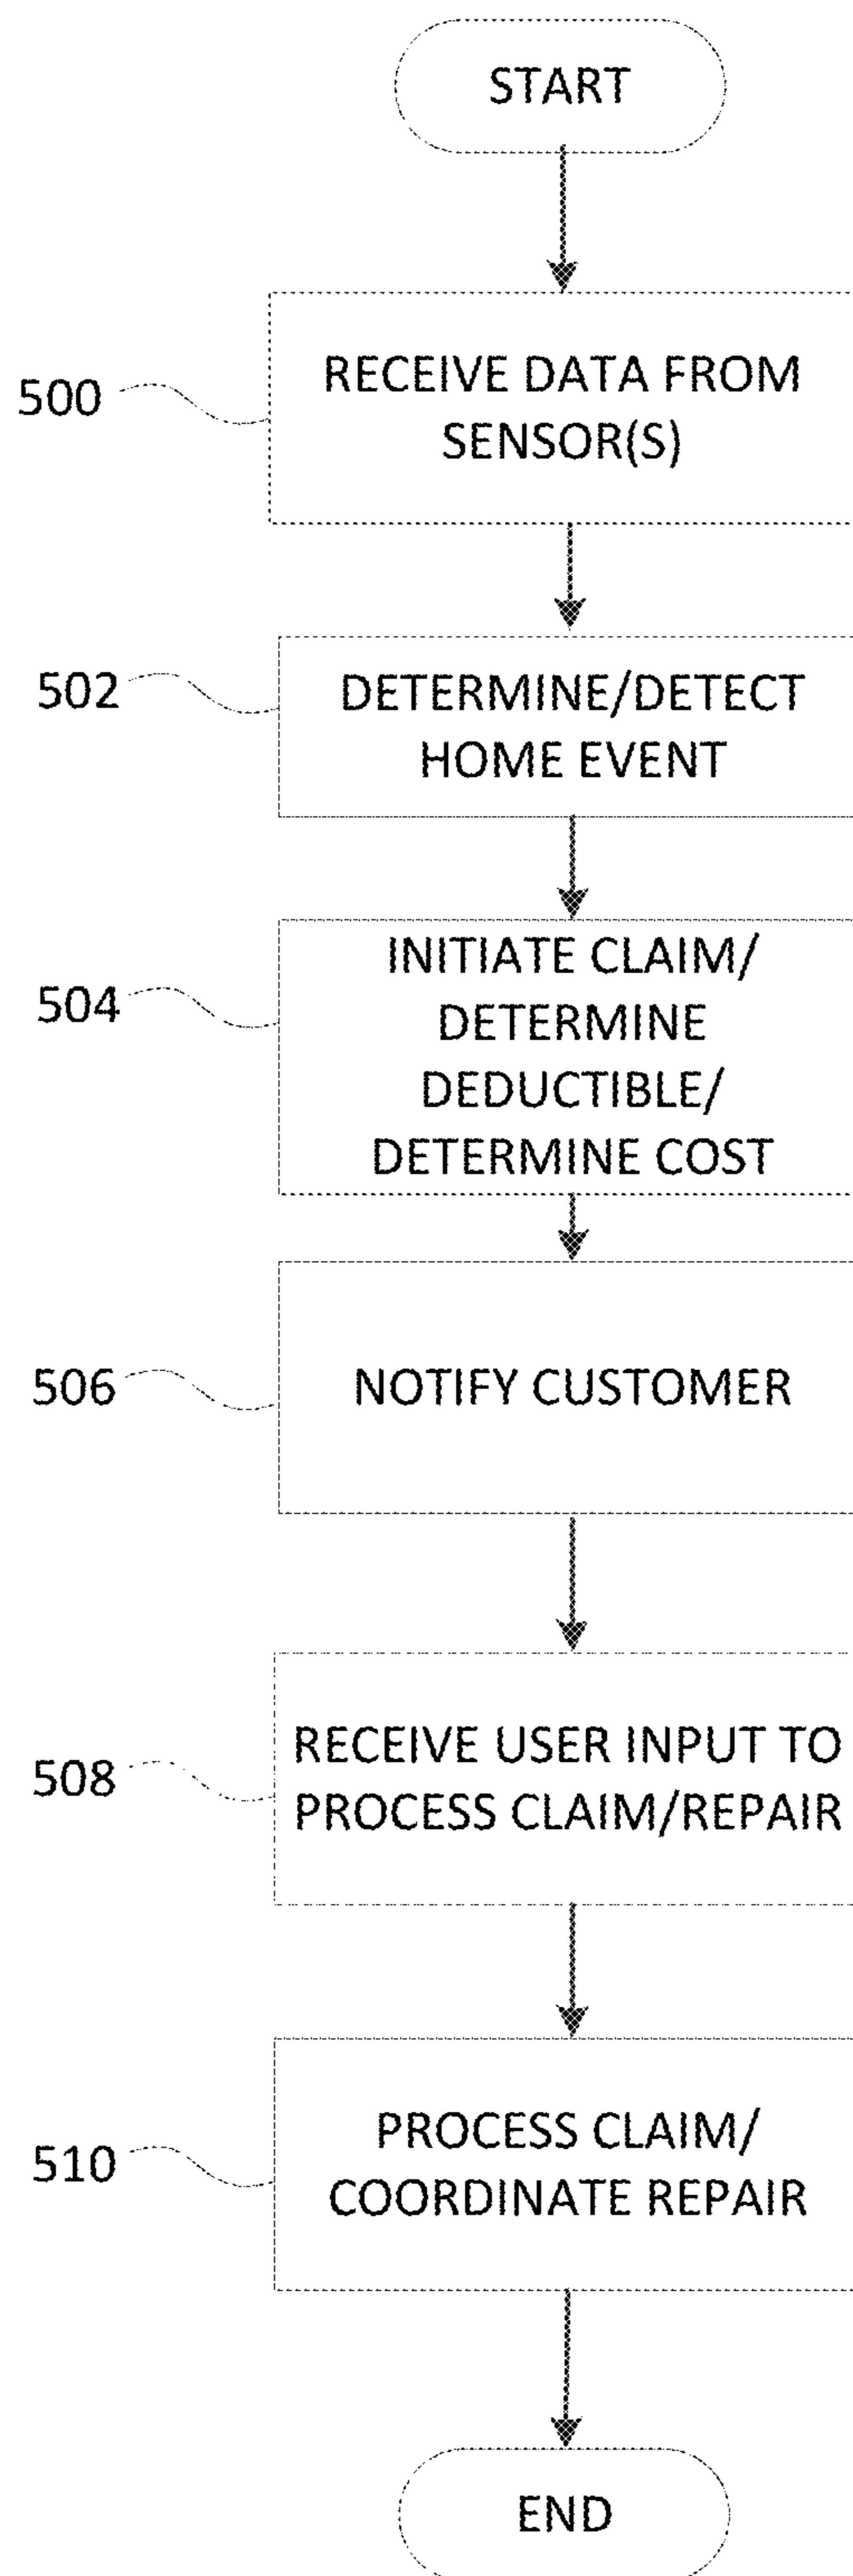 START
500
RECEIVE DATA FROM
SENSOR(S)
502
DETERMINE/DETECT
HOME EVENT
504
INITIATE CLAIM/
DETERMINE
DEDUCTIBLE/
DETERMINE COST
506
NOTIFY CUSTOMER
508
RECEIVE USER INPUT TO
PROCESS CLAIM/REPAIR
510
PROCESS CLAIM/
COORDINATE REPAIR
END